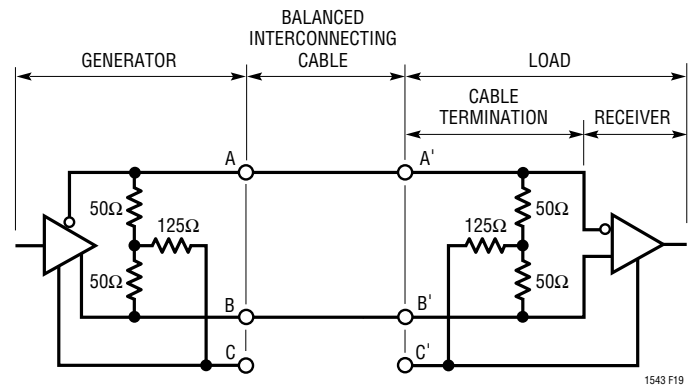 BALANCED
INTERCONNECTING
CABLE
GENERATOR
LOAD
CABLE
TERMINATION
RECEIVER
A
A'
50Ω
125Ω
50Ω
125Ω
50Ω
50Ω
B
B'
C
C'
1543 F19